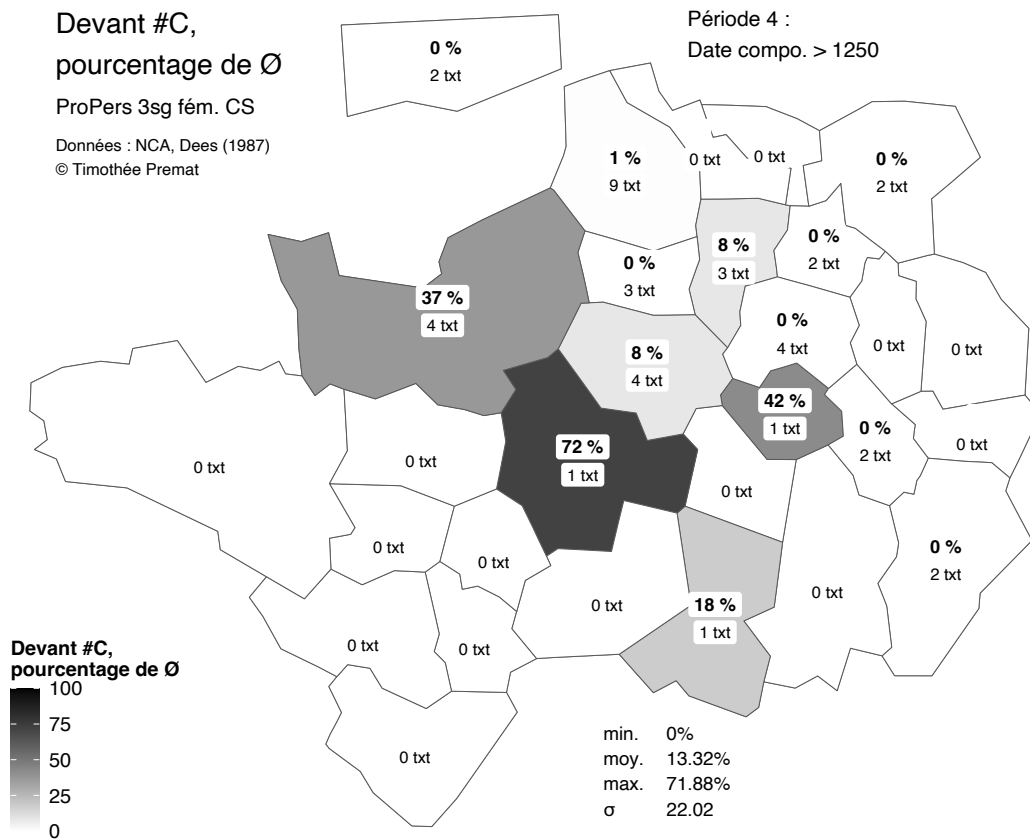 Devant #C,
pourcentage de Ø
ProPers 3sg fém. CS
Données : NCA, Dees (1987)
© Timothée Premat
Période 4 :
Date compo. > 1250
0 %
2 txt
1 %
9 txt
0 txt
0 txt
0 %
2 txt
8 %
3 txt
0 %
2 txt
0 %
3 txt
37 %
4 txt
0 %
4 txt
0 txt
0 txt
8 %
4 txt
42 %
1 txt
0 %
2 txt
0 txt
72 %
1 txt
0 txt
0 txt
0 txt
0 txt
0 txt
0 %
2 txt
0 txt
18 %
1 txt
0 txt
0 txt
0 txt
0 txt
Devant #C,
pourcentage de Ø
100
75
50
25
0
min. 0%
moy. 13.32%
max. 71.88%
σ 22.02